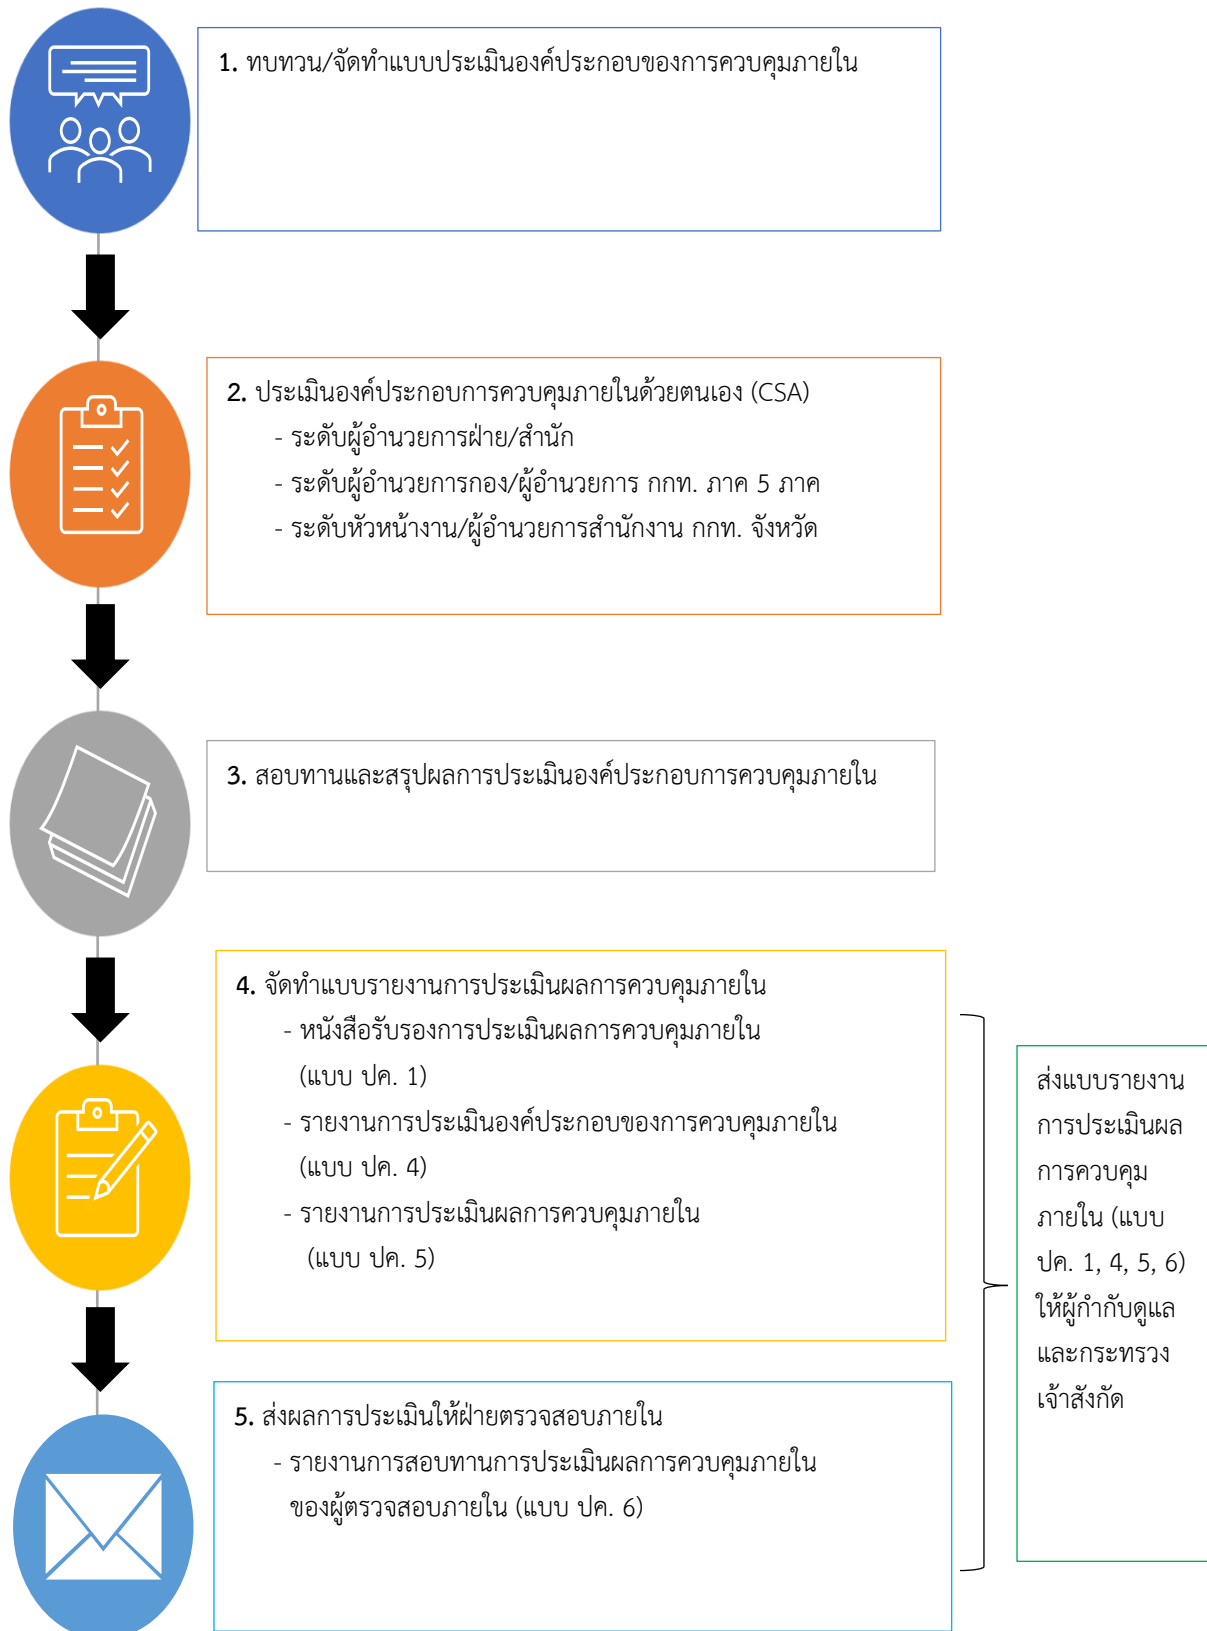 1. ทบทวน/จัดทำแบบประเมินองค์ประกอบของการควบคุมภายใน
2. ประเมินองค์ประกอบการควบคุมภายในด้วยตนเอง (CSA)
- ระดับผู้อำนวยการฝ่าย/สำนัก
- ระดับผู้อำนวยการกอง/ผู้อำนวยการ กกท. ภาค 5 ภาค
- ระดับหัวหน้างาน/ผู้อำนวยการสำนักงาน กกท. จังหวัด
3. สอบทานและสรุปผลการประเมินองค์ประกอบการควบคุมภายใน
4. จัดทำแบบรายงานการประเมินผลการควบคุมภายใน
- หนังสือรับรองการประเมินผลการควบคุมภายใน
(แบบ ปค. 1)
- รายงานการประเมินองค์ประกอบของการควบคุมภายใน
(แบบ ปค. 4)
- รายงานการประเมินผลการควบคุมภายใน
(แบบ ปค. 5)
5. ส่งผลการประเมินให้ฝ่ายตรวจสอบภายใน
- รายงานการสอบทานการประเมินผลการควบคุมภายใน
ของผู้ตรวจสอบภายใน (แบบ ปค. 6)
ส่งแบบรายงาน
การประเมินผล
การควบคุม
ภายใน (แบบ
ปค. 1, 4, 5, 6)
ให้ผู้กำกับดูแล
และกระทรวง
เจ้าสังกัด